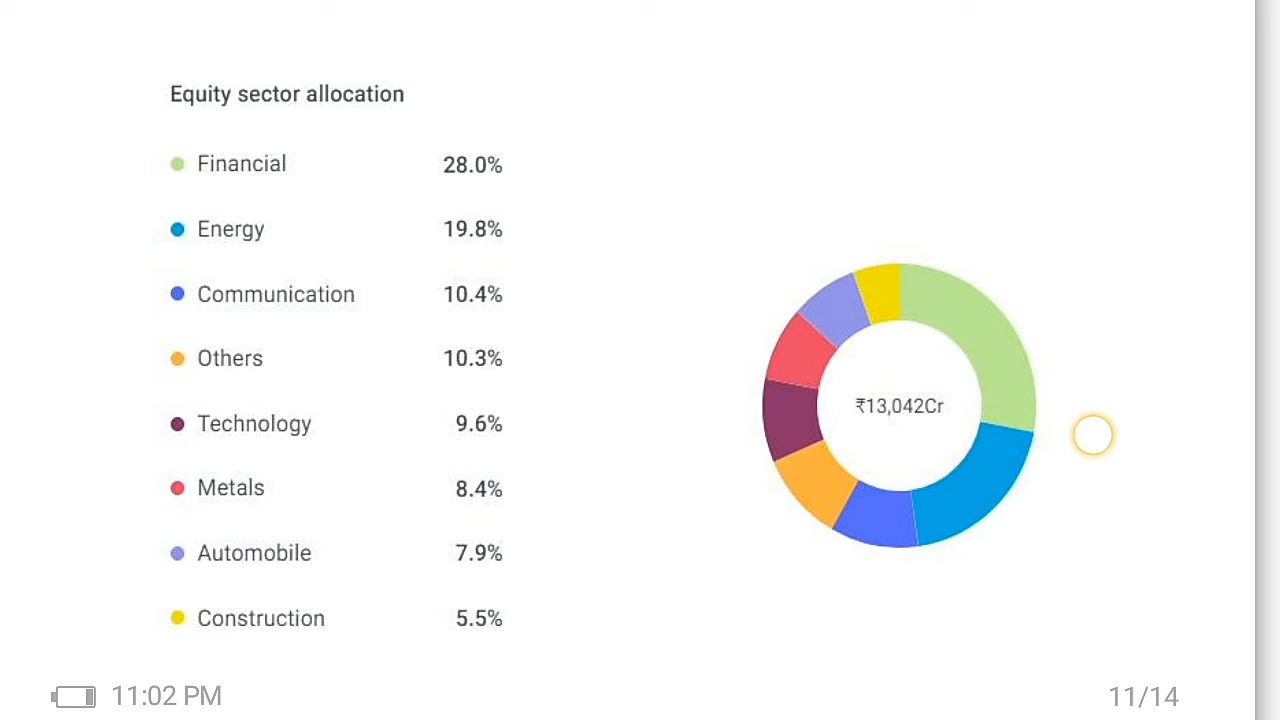 Equity sector allocation
Financial 28.0%
Energy 19.8%
Communication 10.4%
Others 10.3%
Technology 9.6%
Metals 8.4%
Automobile 7.9%
Construction 5.5%
₹13,042Cr
11:02 PM
11/14